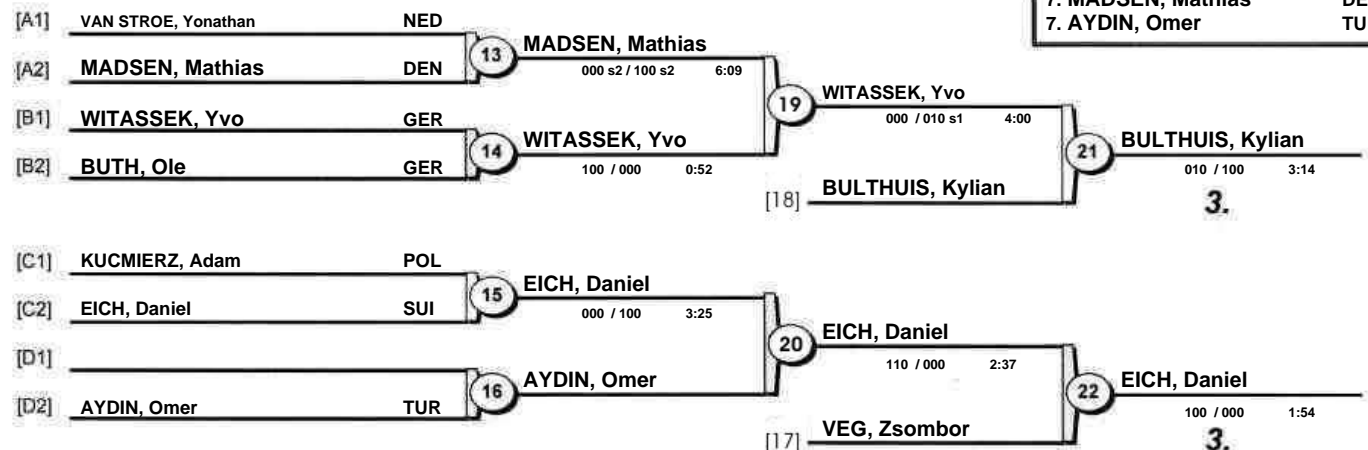 7. MADSEN, Mathias DE
7. AYDIN, Omer TU
[A1] VAN STROE, Yonathan NED
13 MADSEN, Mathias
[A2] MADSEN, Mathias DEN
000 s2 / 100 s2 6:09
19 WITASSEK, Yvo
000 / 010 s1 4:00
[B1] WITASSEK, Yvo GER
14 WITASSEK, Yvo
[B2] BUTH, Ole GER
100 / 000 0:52
21 BULTHUIS, Kylian
010 / 100 3:14
[18] BULTHUIS, Kylian
3.
[C1] KUCMIERZ, Adam POL
15 EICH, Daniel
[C2] EICH, Daniel SUI
000 / 100 3:25
20 EICH, Daniel
110 / 000 2:37
[D1]
16 AYDIN, Omer
[D2] AYDIN, Omer TUR
22 EICH, Daniel
100 / 000 1:54
[17] VEG, Zsombor
3.